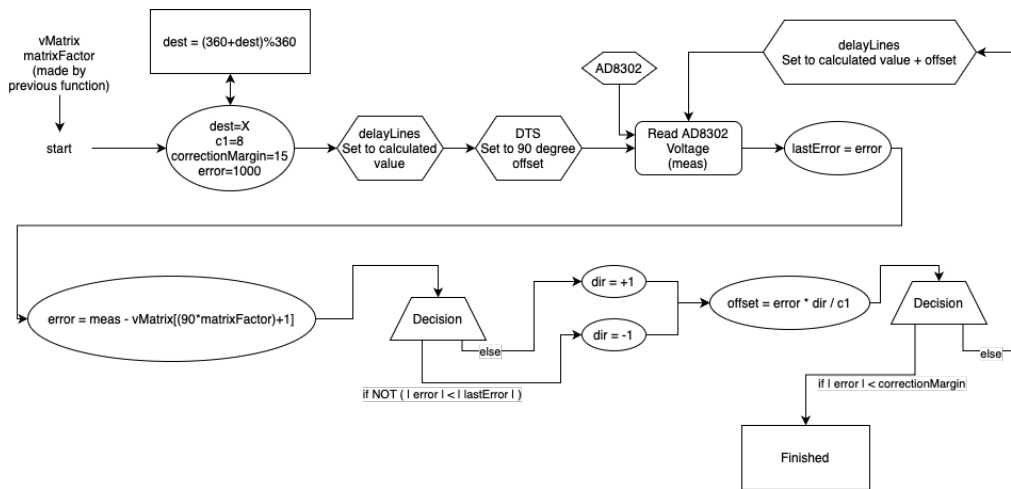 vMatrix
matrixFactor
(made by
previous function)
start
dest = (360+dest)%360
dest=X
c1=8
correctionMargin=15
error=1000
delayLines
Set to calculated
value
DTS
Set to 90 degree
offset
AD8302
Read AD8302
Voltage
(meas)
delayLines
Set to calculated value + offset
lastError = error
error = meas - vMatrix[(90*matrixFactor)+1]
Decision
else
if NOT ( | error | < | lastError | )
dir = +1
dir = -1
offset = error * dir / c1
Decision
else
if | error | < correctionMargin
Finished